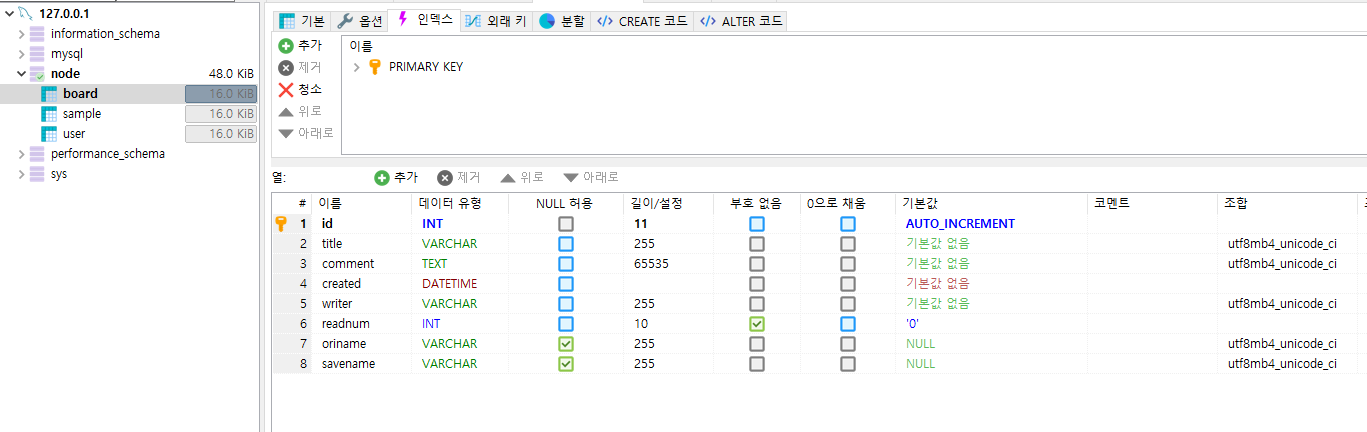 127.0.0.1
information_schema
mysql
node 48.0 KiB
board 16.0 KiB
sample 16.0 KiB
user 16.0 KiB
performance_schema
sys
기본 옵션 인덱스 외래 키 분할 CREATE 코드 ALTER 코드
추가
제거
청소
위로
아래로
이름
PRIMARY KEY
열: 추가 제거 위로 아래로
# 이름 데이터 유형 NULL 허용 길이/설정 부호 없음 0으로 채움 기본값 코멘트 조합
1 id INT 11 AUTO_INCREMENT
2 title VARCHAR 255 기본값 없음 utf8mb4_unicode_ci
3 comment TEXT 65535 기본값 없음 utf8mb4_unicode_ci
4 created DATETIME 기본값 없음
5 writer VARCHAR 255 기본값 없음 utf8mb4_unicode_ci
6 readnum INT 10 '0'
7 oriname VARCHAR 255 NULL utf8mb4_unicode_ci
8 savename VARCHAR 255 NULL utf8mb4_unicode_ci